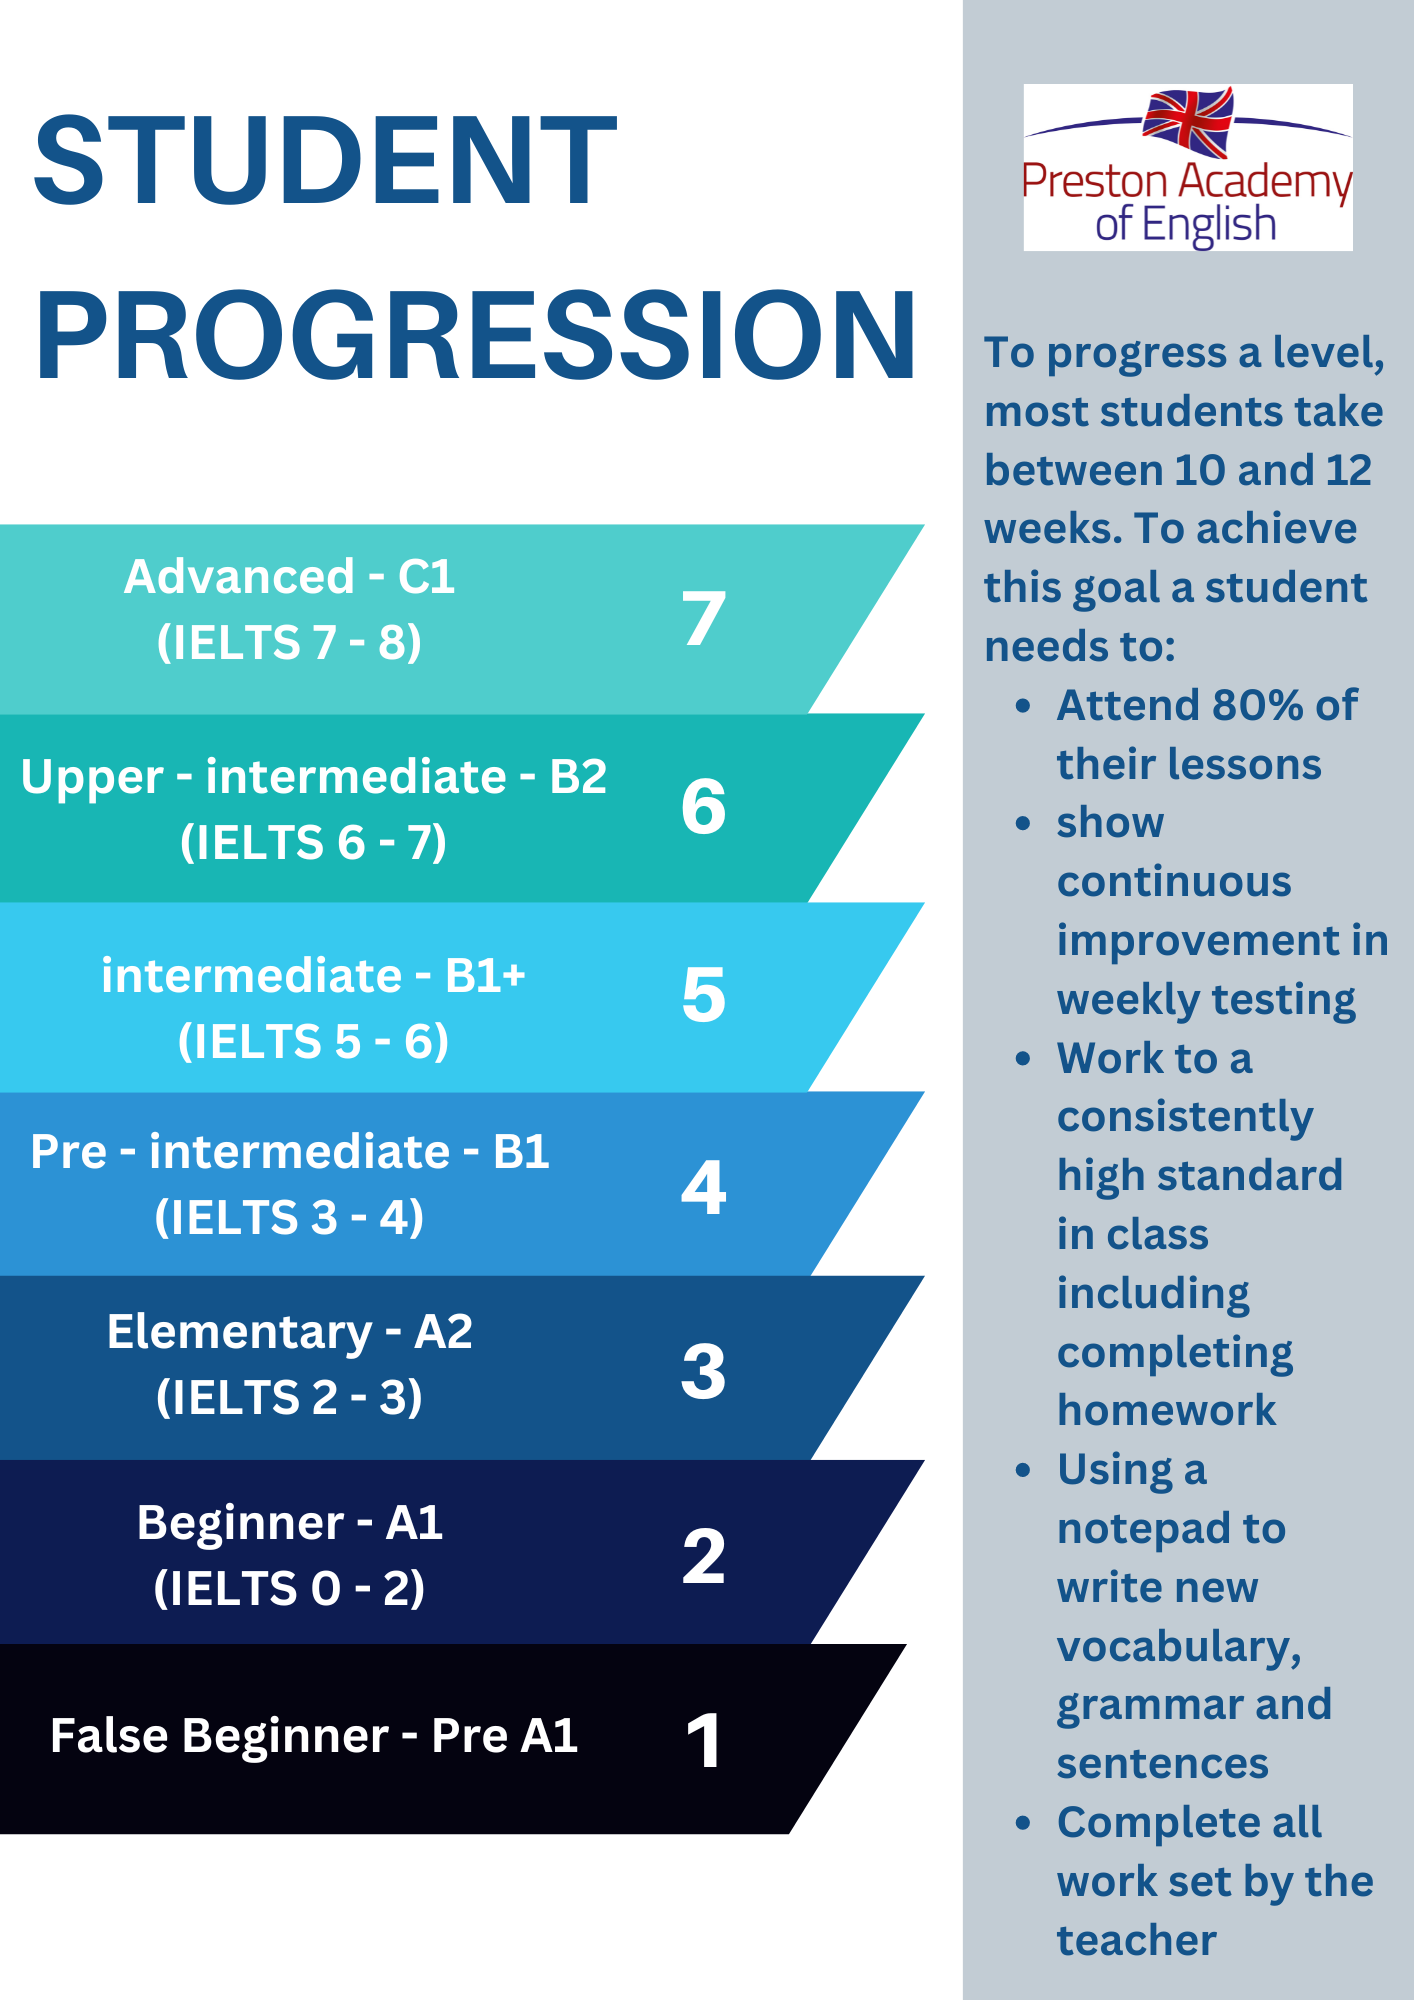 STUDENT
PROGRESSION
Advanced - C1
(IELTS 7 - 8)
7
Upper - intermediate - B2
(IELTS 6 - 7)
6
intermediate - B1+
(IELTS 5 - 6)
5
Pre - intermediate - B1
(IELTS 3 - 4)
4
Elementary - A2
(IELTS 2 - 3)
3
Beginner - A1
(IELTS 0 - 2)
2
False Beginner - Pre A1
1
Preston Academy
of English
To progress a level,
most students take
between 10 and 12
weeks. To achieve
this goal a student
needs to:
• Attend 80% of
their lessons
• show
continuous
improvement in
weekly testing
• Work to a
consistently
high standard
in class
including
completing
homework
• Using a
notepad to
write new
vocabulary,
grammar and
sentences
• Complete all
work set by the
teacher